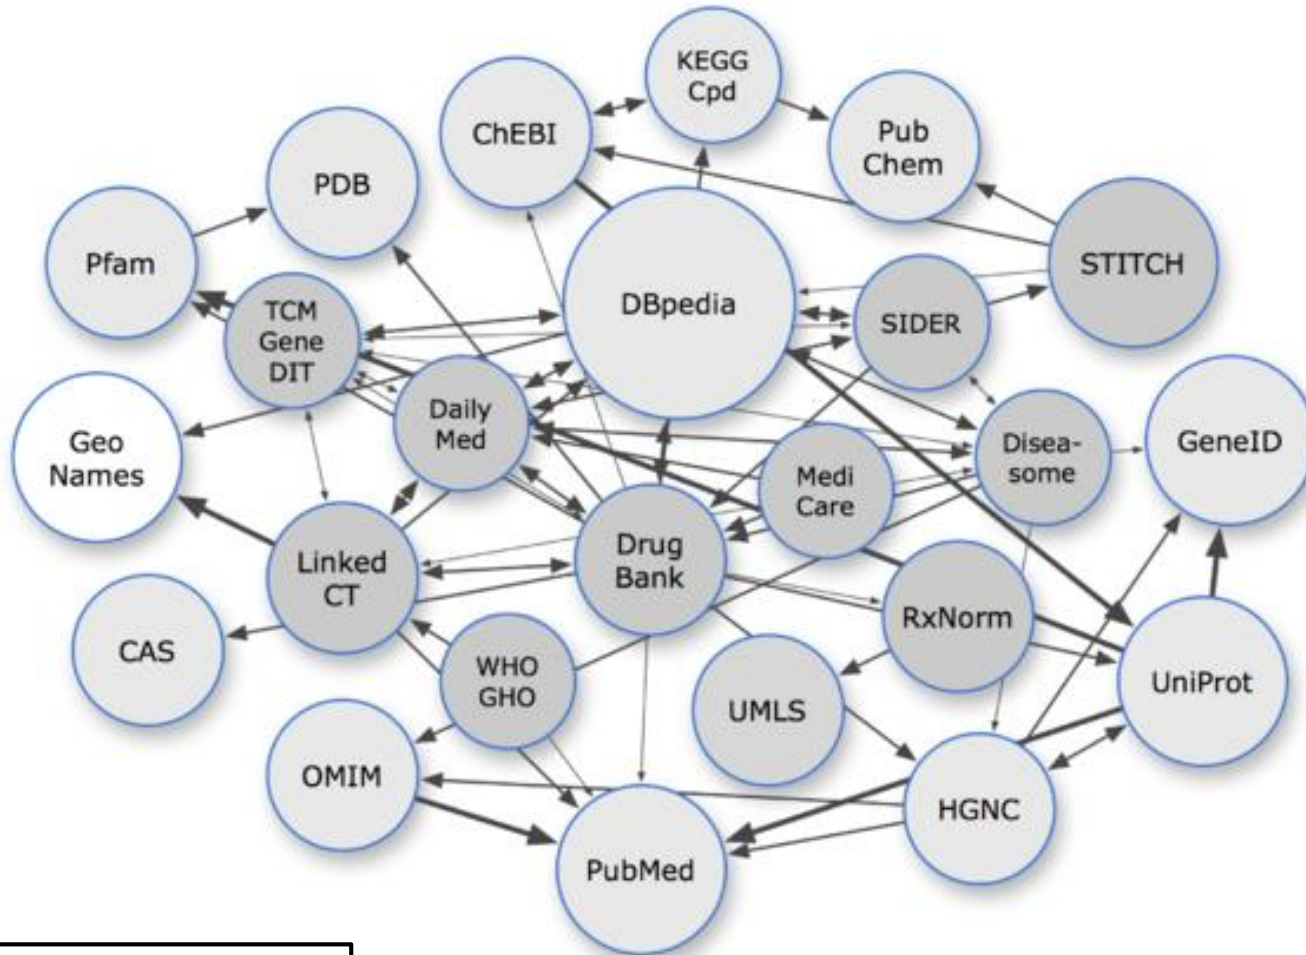 KEGG
Cpd
ChEBI
Pub
Chem
PDB
Pfam
STITCH
DBpedia
TCM
Gene
DIT
SIDER
Daily
Med
Geo
Names
Disea-
some
GeneID
Medi
Care
Drug
Bank
Linked
CT
RxNorm
CAS
WHO
GHO
UMLS
UniProt
OMIM
HGNC
PubMed